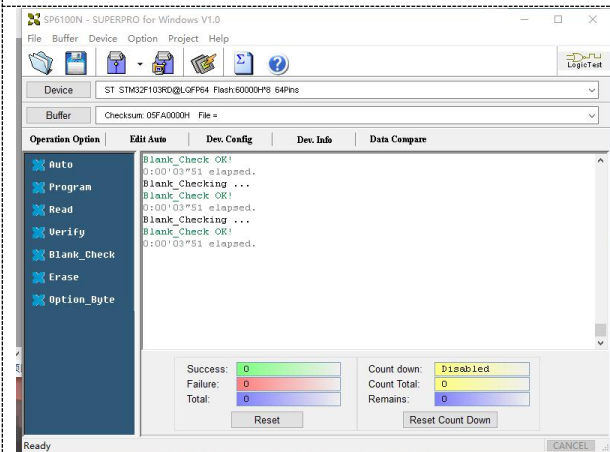 SP6100N - SUPERPRO for Windows V1.0
File Buffer Device Option Project Help
LogicTest
Device ST STM32F103RD@LGFP64 Flash:60000H*8 64Pins
Buffer Checksum: 05FA0000H File =
Operation Option Edit Auto Dev. Config Dev. Info Data Compare
Auto
Program
Read
Verify
Blank_Check
Erase
Option_Byte
Blank_Check OK!
0:00'03"51 elapsed.
Blank_Checking ...
Blank_Check OK!
0:00'03"51 elapsed.
Blank_Checking ...
Blank_Check OK!
0:00'03"51 elapsed.
Success: 0
Failure: 0
Total: 0
Reset
Count down: Disabled
Count Total: 0
Remains: 0
Reset Count Down
Ready
CANCEL